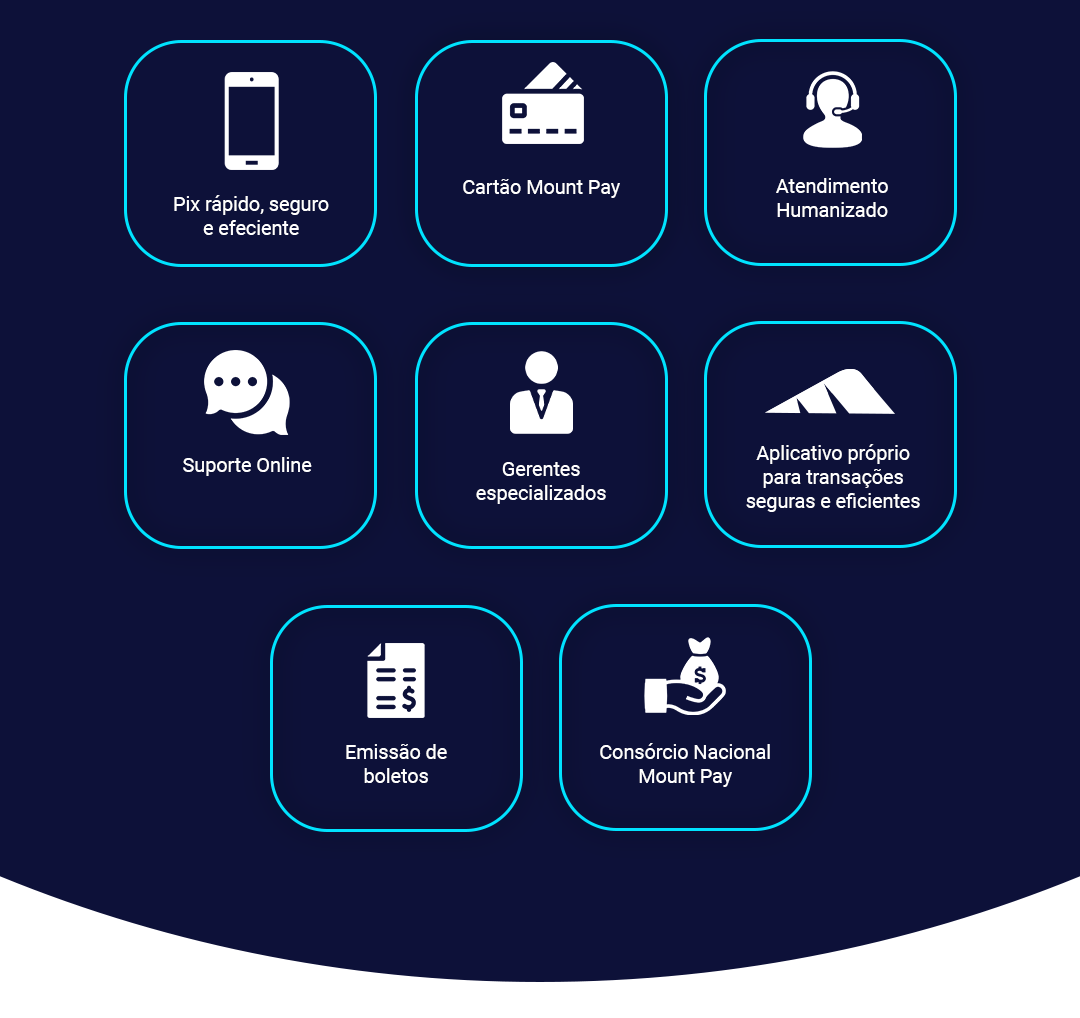 Pix rápido, seguro
e efeciente
Cartão Mount Pay
Atendimento
Humanizado
Suporte Online
Gerentes
especializados
Aplicativo próprio
para transações
seguras e eficientes
$
Emissão de
boletos
$
Consórcio Nacional
Mount Pay